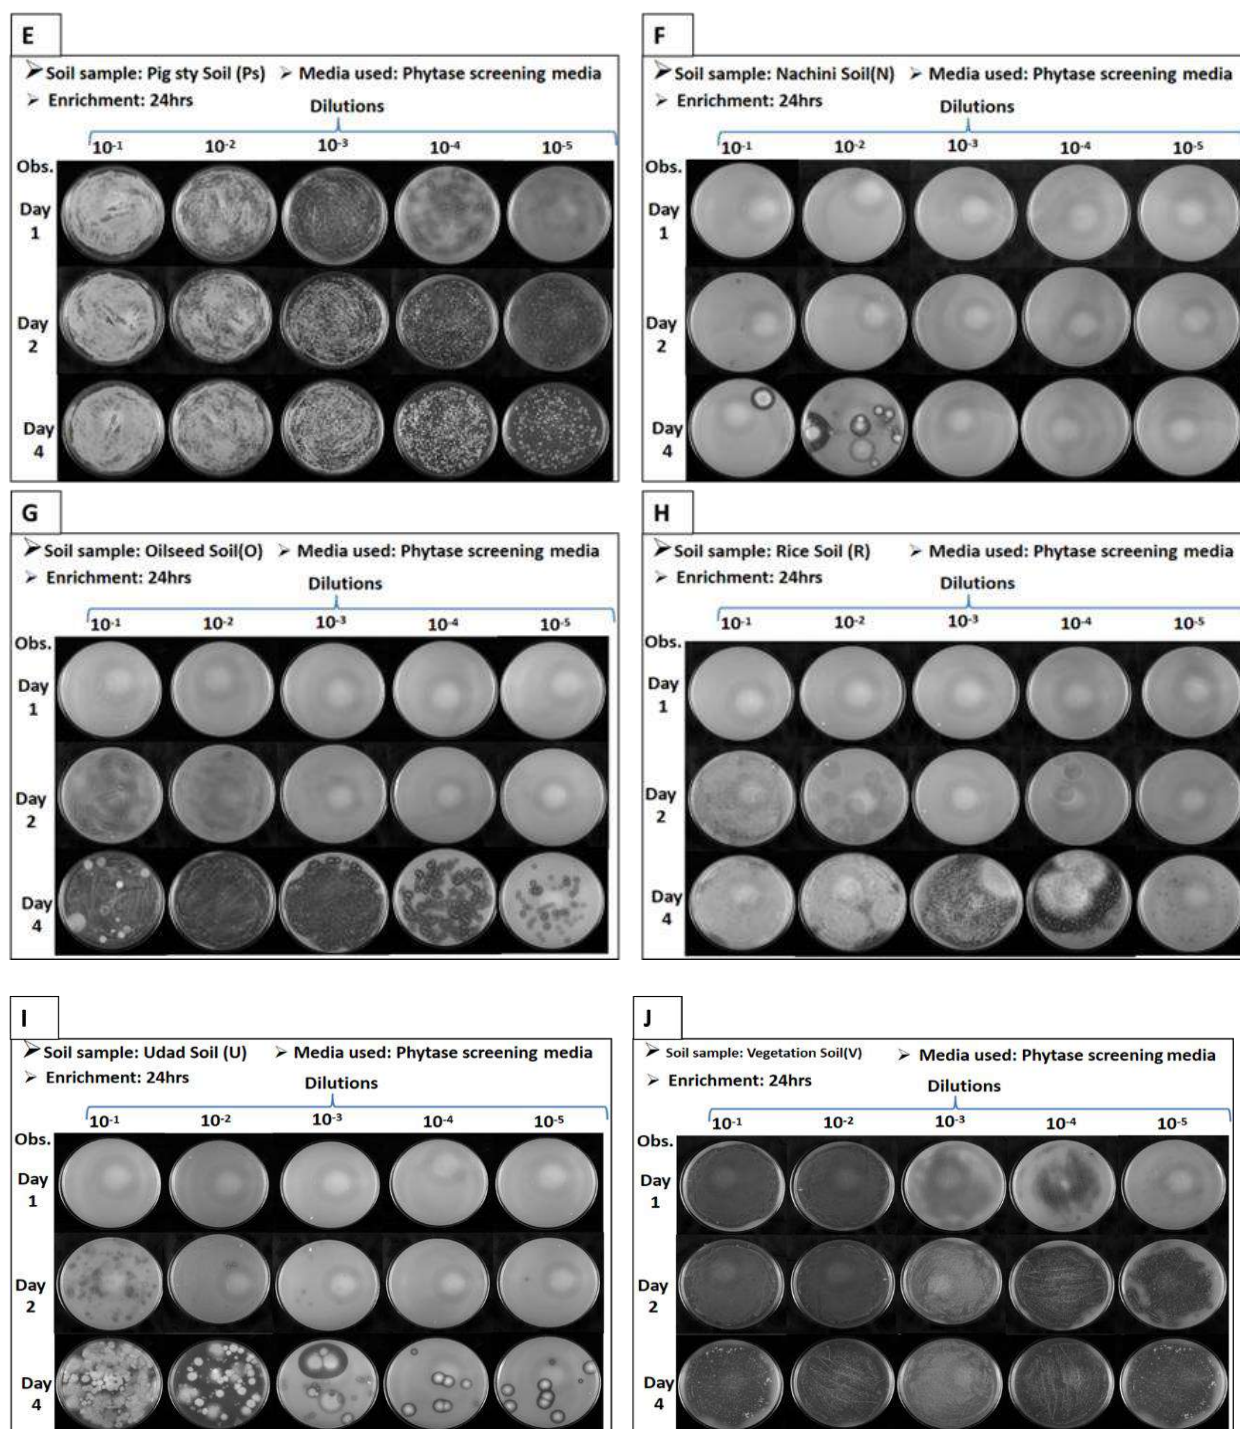 E
➢ Soil sample: Pig sty Soil (Ps) ➢ Media used: Phytase screening media
➢ Enrichment: 24hrs
Dilutions
10-1 10-2 10-3 10-4 10-5
Obs.
Day 1
Day 2
Day 4
F
➢ Soil sample: Nachini Soil(N) ➢ Media used: Phytase screening media
➢ Enrichment: 24hrs
Dilutions
10-1 10-2 10-3 10-4 10-5
Obs.
Day 1
Day 2
Day 4
G
➢ Soil sample: Oilseed Soil(O) ➢ Media used: Phytase screening media
➢ Enrichment: 24hrs
Dilutions
10-1 10-2 10-3 10-4 10-5
Obs.
Day 1
Day 2
Day 4
H
➢ Soil sample: Rice Soil (R) ➢ Media used: Phytase screening media
➢ Enrichment: 24hrs
Dilutions
10-1 10-2 10-3 10-4 10-5
Obs.
Day 1
Day 2
Day 4
I
➢ Soil sample: Udad Soil (U) ➢ Media used: Phytase screening media
➢ Enrichment: 24hrs
Dilutions
10-1 10-2 10-3 10-4 10-5
Obs.
Day 1
Day 2
Day 4
J
➢ Soil sample: Vegetation Soil(V) ➢ Media used: Phytase screening media
➢ Enrichment: 24hrs
Dilutions
10-1 10-2 10-3 10-4 10-5
Obs.
Day 1
Day 2
Day 4